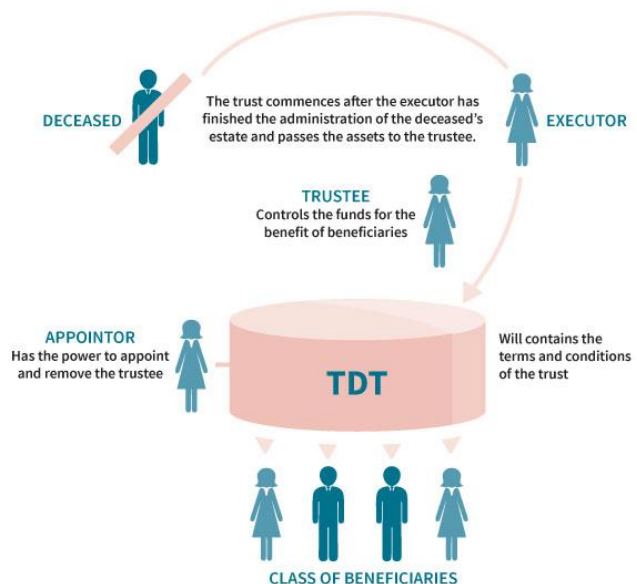 DECEASED
The trust commences after the executor has
finished the administration of the deceased's
estate and passes the assets to the trustee.
EXECUTOR
TRUSTEE
Controls the funds for the
benefit of beneficiaries
APPOINTOR
Has the power to appoint
and remove the trustee
TDT
Will contains the
terms and conditions
of the trust
CLASS OF BENEFICIARIES